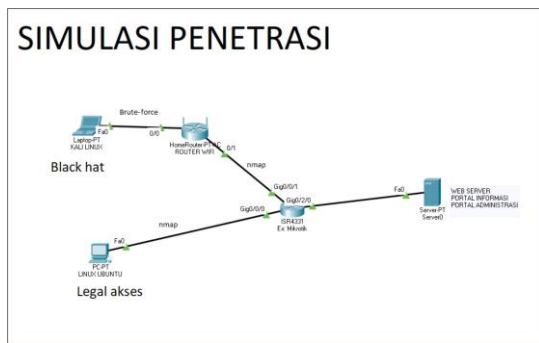 SIMULASI PENETRASI
Brute-force
Fa0
0/0
Laptop-PT
KALI LINUX
HomeRouter-PT-AC
ROUTER WIFI
0/1
Black hat
nmap
Gig0/0/1
Gig0/2/0
Fa0
WEB SERVER
PORTAL INFORMASI
PORTAL ADMINISTRASI
Server-PT
Server0
nmap
Gig0/0/0
ISR4331
Ex Mikrotik
Fa0
PC-PT
LINUX UBUNTU
Legal akses